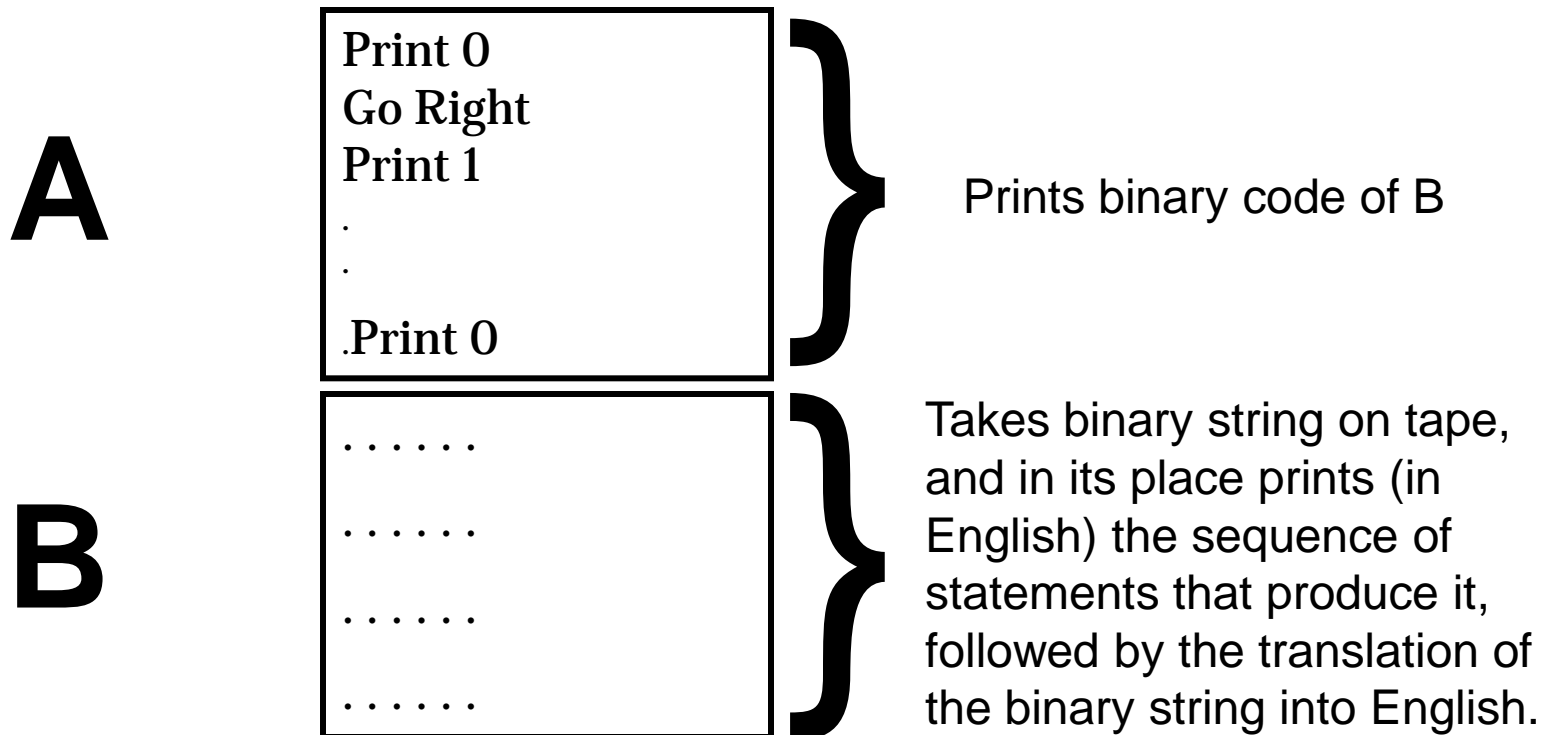 A
Print 0
Go Right
Print 1
.
.
.Print 0
Prints binary code of B
B
. . . . . .
. . . . . .
. . . . . .
. . . . . .
Takes binary string on tape,
and in its place prints (in
English) the sequence of
statements that produce it,
followed by the translation of
the binary string into English.